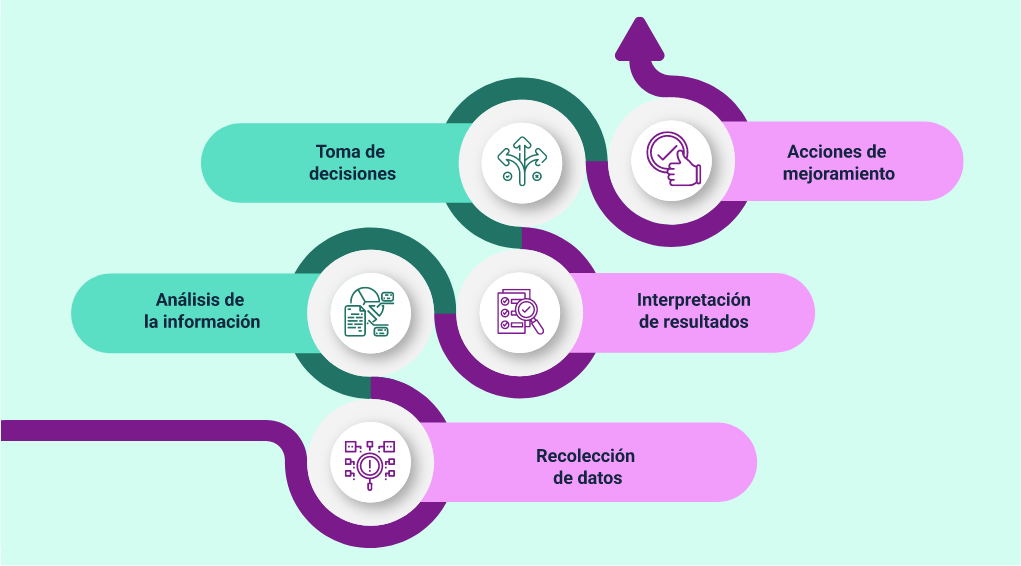 Toma de
decisiones
Acciones de
mejoramiento
Análisis de
la información
Interpretación
de resultados
Recolección
de datos